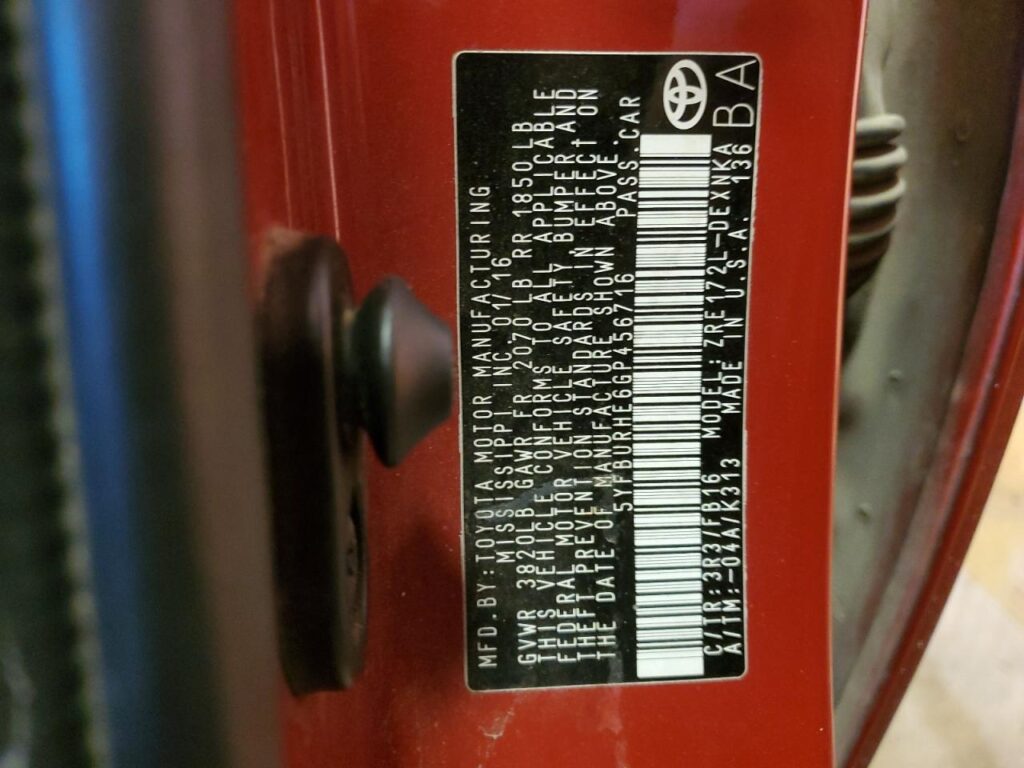 MFD.BY:TOYOTA MOTOR MANUFACTURING
MISSISSIPPI INC. 01/16
GVWR 3820LB GAWR FR 2070 LB RR 1850 LB
THIS VEHICLE CONFORMS TO ALL APPLICABLE
FEDERAL MOTOR VEHICLE SAFETY BUMPER AND
THEFT PREVENTION STANDARDS IN EFFECT ON
THE DATE OF MANUFACTURE SHOWN ABOVE.
5YFBURHE6GP456716 PASS.CAR
C/TR:3R3/FB16 MODEL:ZRE172L-DEXNKA
A/TM:-04A/K313 MADE IN U.S.A. 136 BA